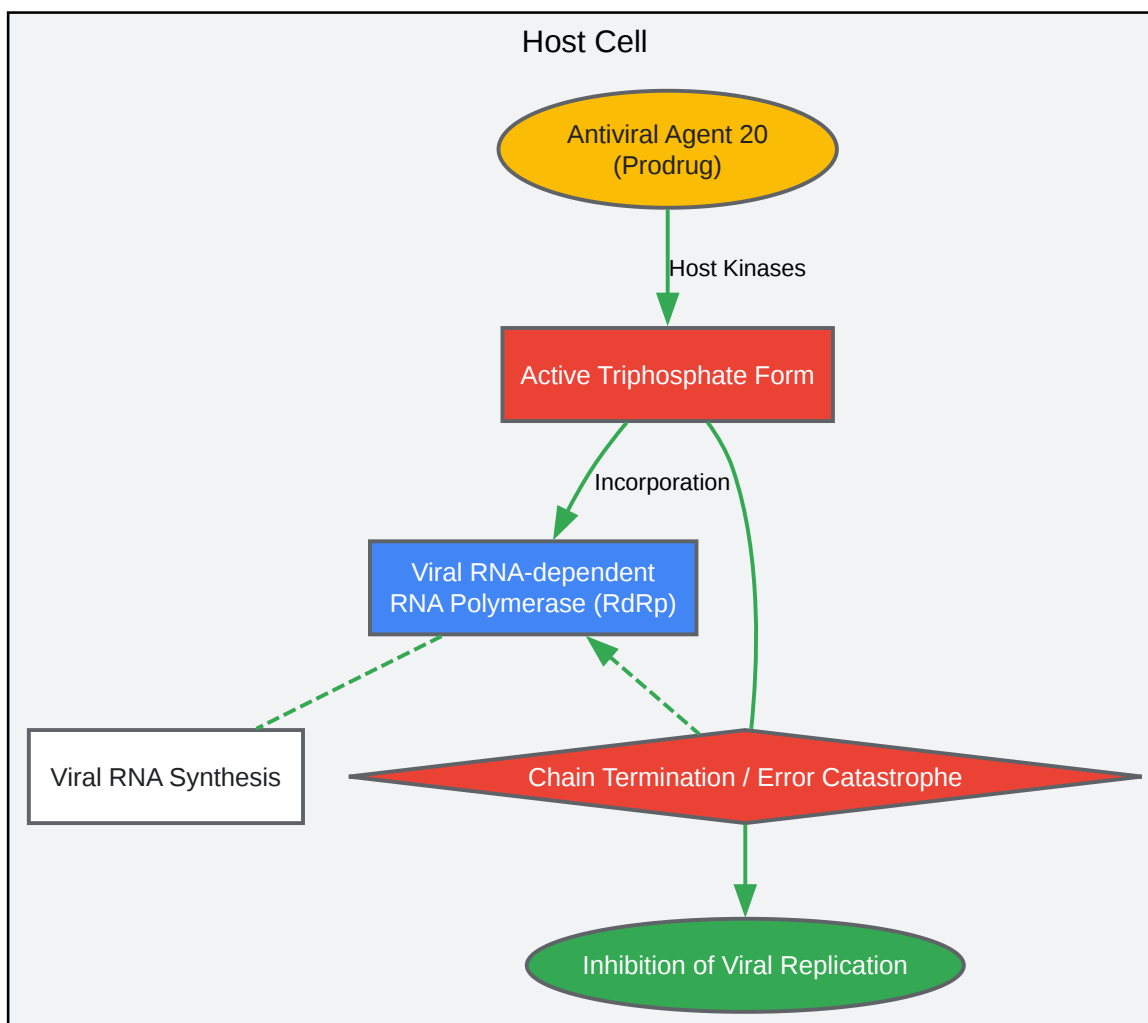 Host Cell
Antiviral Agent 20
(Prodrug)
Host Kinases
Active Triphosphate Form
Incorporation
Viral RNA-dependent
RNA Polymerase (RdRp)
Viral RNA Synthesis
Chain Termination / Error Catastrophe
Inhibition of Viral Replication